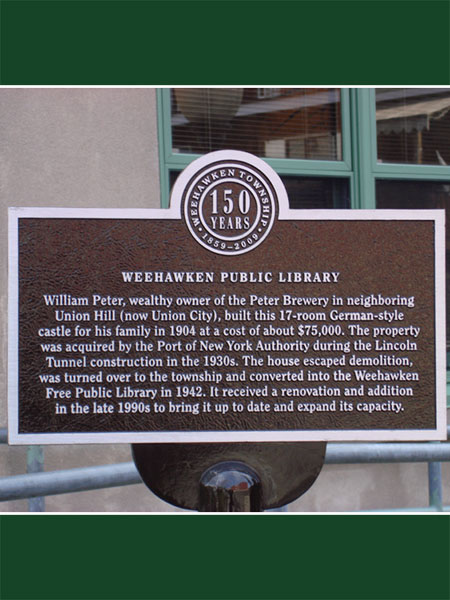 WEEHAWKEN TOWNSHIP
150
YEARS
• 1859–2009 •
WEEHAWKEN PUBLIC LIBRARY
William Peter, wealthy owner of the Peter Brewery in neighboring
Union Hill (now Union City), built this 17-room German-style
castle for his family in 1904 at a cost of about $75,000. The property
was acquired by the Port of New York Authority during the Lincoln
Tunnel construction in the 1930s. The house escaped demolition,
was turned over to the township and converted into the Weehawken
Free Public Library in 1942. It received a renovation and addition
in the late 1990s to bring it up to date and expand its capacity.